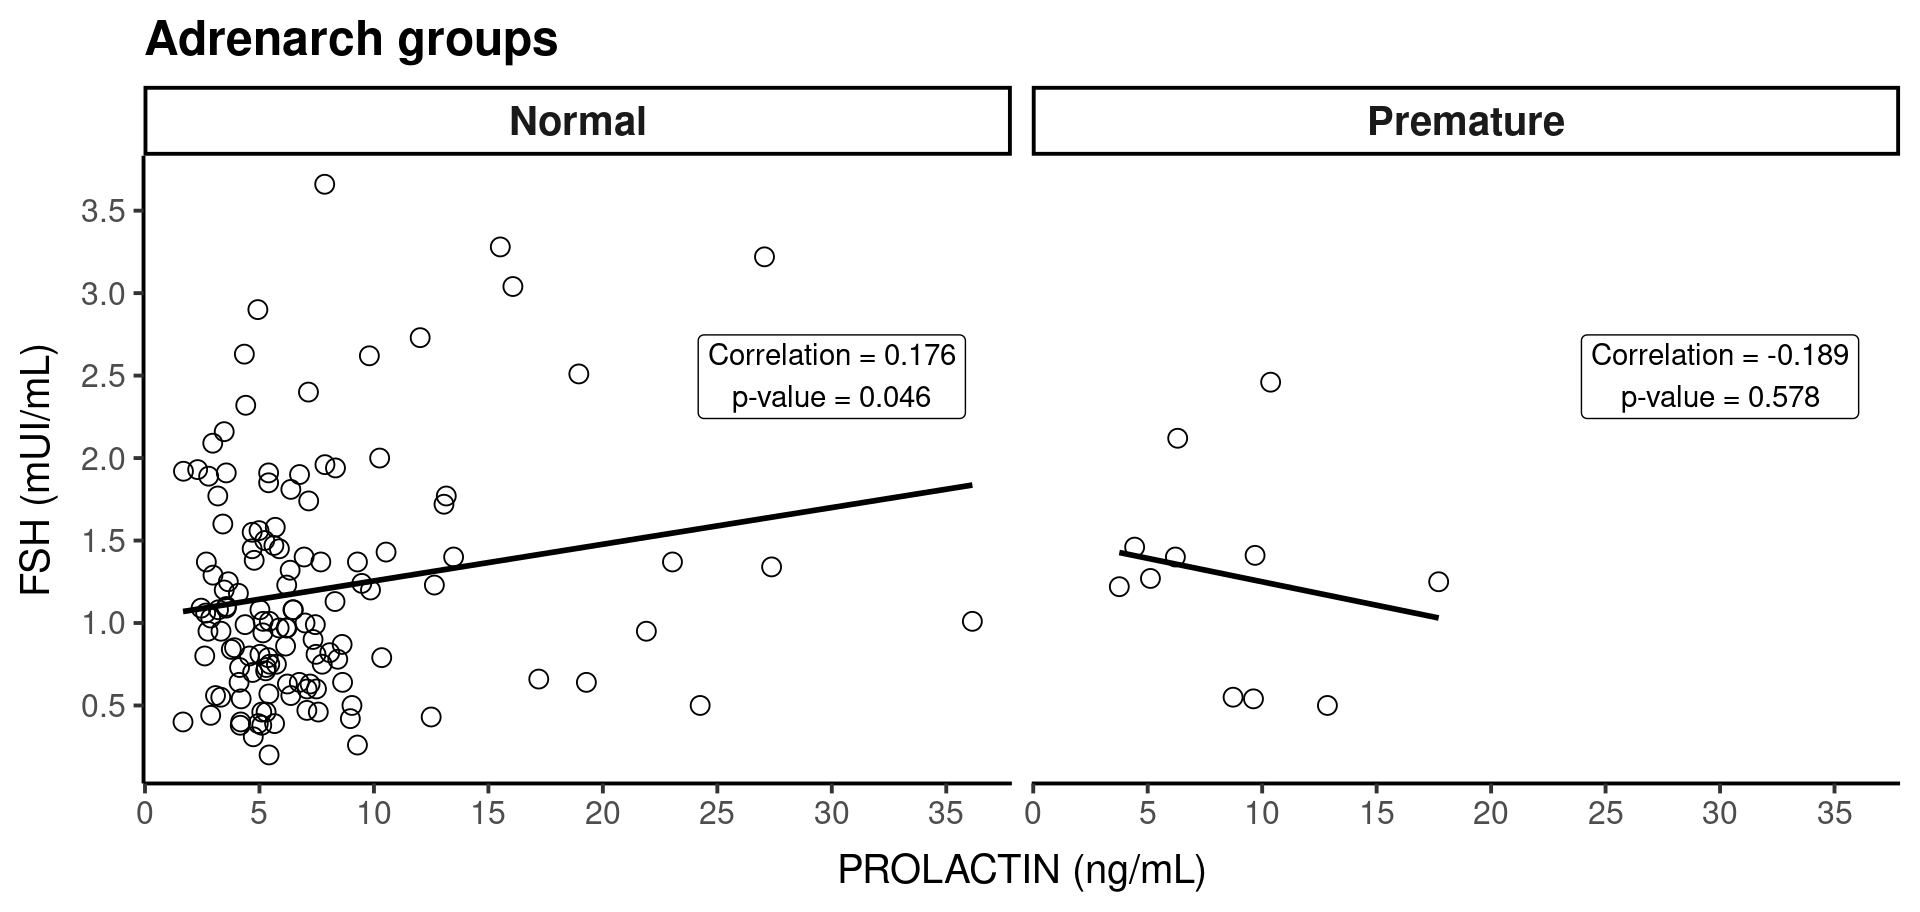 Adrenarch groups
Normal
Premature
FSH (mUI/mL)
3.5
3.0
2.5
2.0
1.5
1.0
0.5
Correlation = 0.176
p-value = 0.046
Correlation = -0.189
p-value = 0.578
0 5 10 15 20 25 30 35
0 5 10 15 20 25 30 35
PROLACTIN (ng/mL)